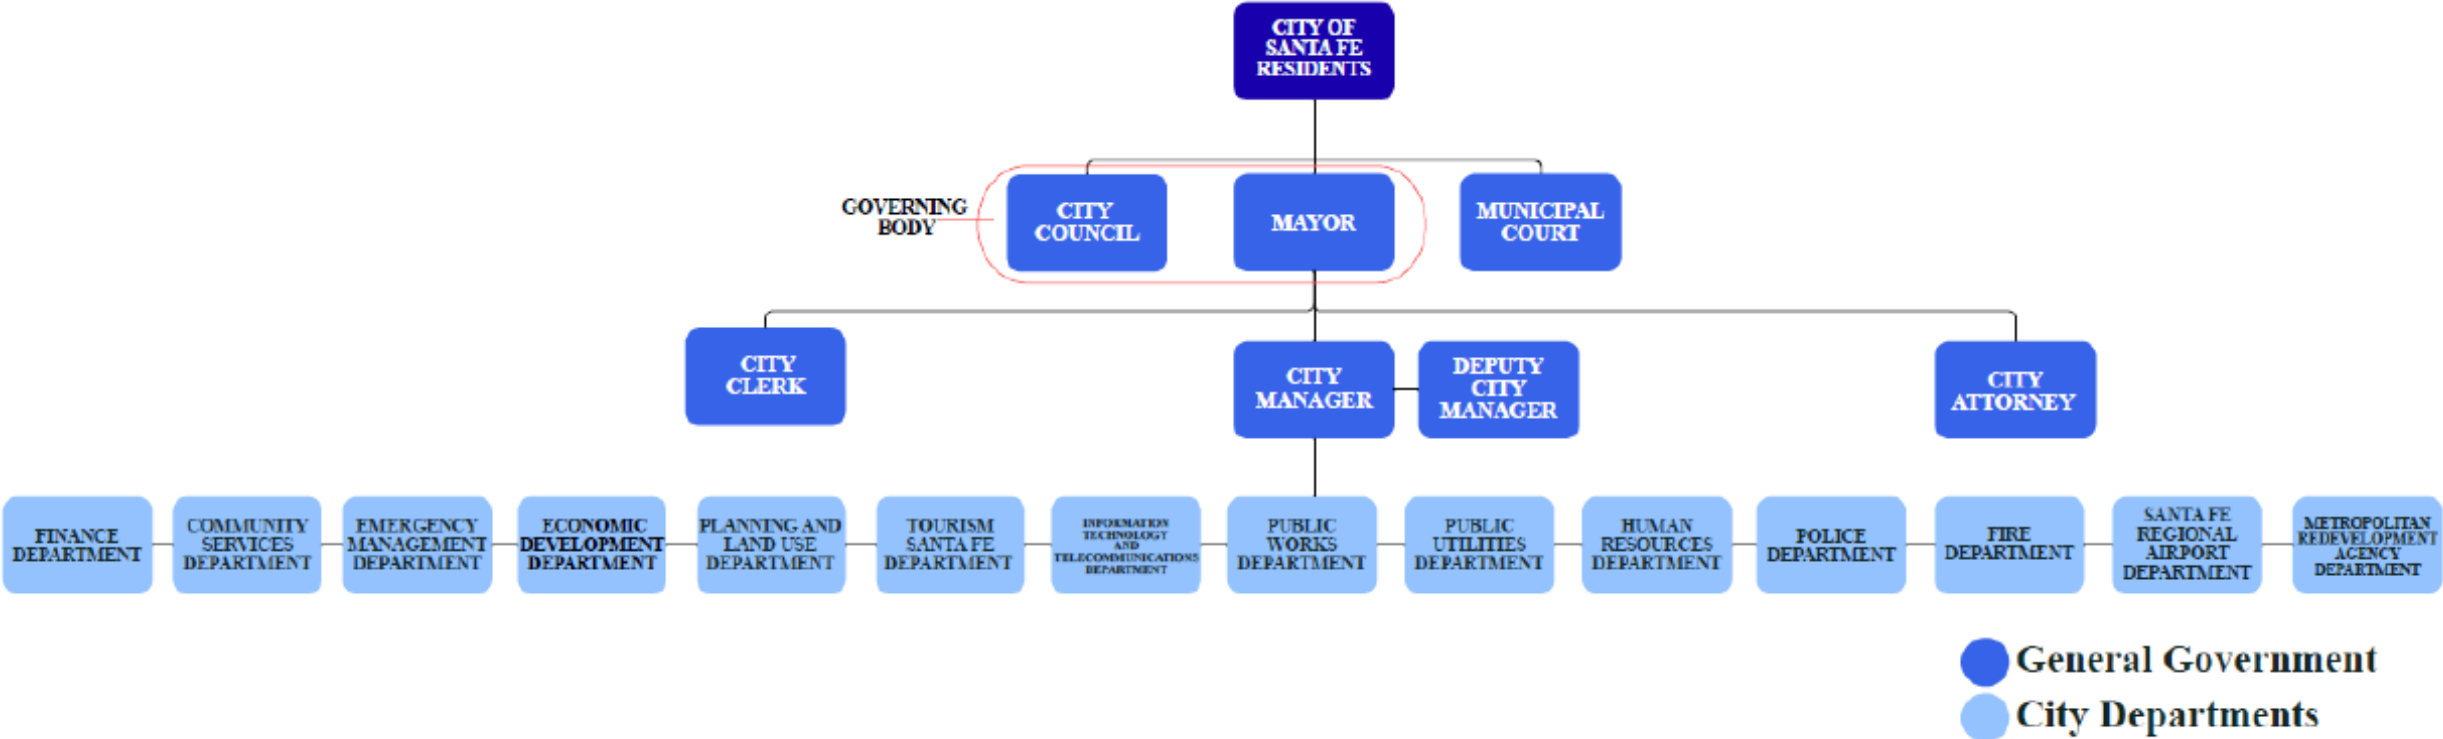 CITY OF
SANTA FE
RESIDENTS
GOVERNING
BODY
CITY
COUNCIL
MAYOR
MUNICIPAL
COURT
CITY
CLERK
CITY
MANAGER
DEPUTY
CITY
MANAGER
CITY
ATTORNEY
FINANCE
DEPARTMENT
COMMUNITY
SERVICES
DEPARTMENT
EMERGENCY
MANAGEMENT
DEPARTMENT
ECONOMIC
DEVELOPMENT
DEPARTMENT
PLANNING AND
LAND USE
DEPARTMENT
TOURISM
SANTA FE
DEPARTMENT
INFORMATION
TECHNOLOGY
AND
TELECOMMUNICATIONS
DEPARTMENT
PUBLIC
WORKS
DEPARTMENT
PUBLIC
UTILITIES
DEPARTMENT
HUMAN
RESOURCES
DEPARTMENT
POLICE
DEPARTMENT
FIRE
DEPARTMENT
SANTA FE
REGIONAL
AIRPORT
DEPARTMENT
METROPOLITAN
REDEVELOPMENT
AGENCY
DEPARTMENT
General Government
City Departments